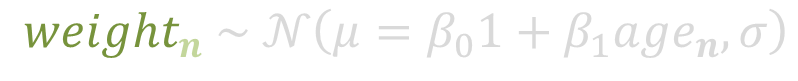 weightₙ ~ 𝒩(μ = β₀1 + β₁ageₙ, σ)